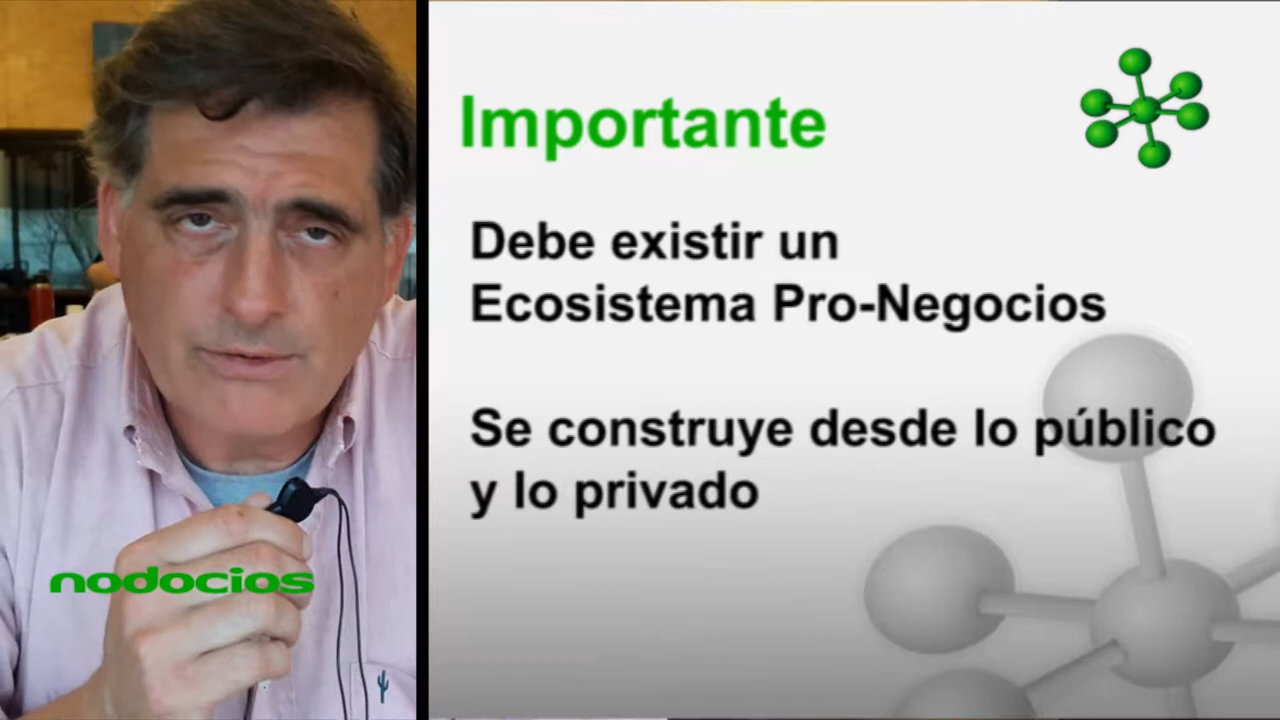 Importante
Debe existir un
Ecosistema Pro-Negocios
Se construye desde lo público
y lo privado
nodocios